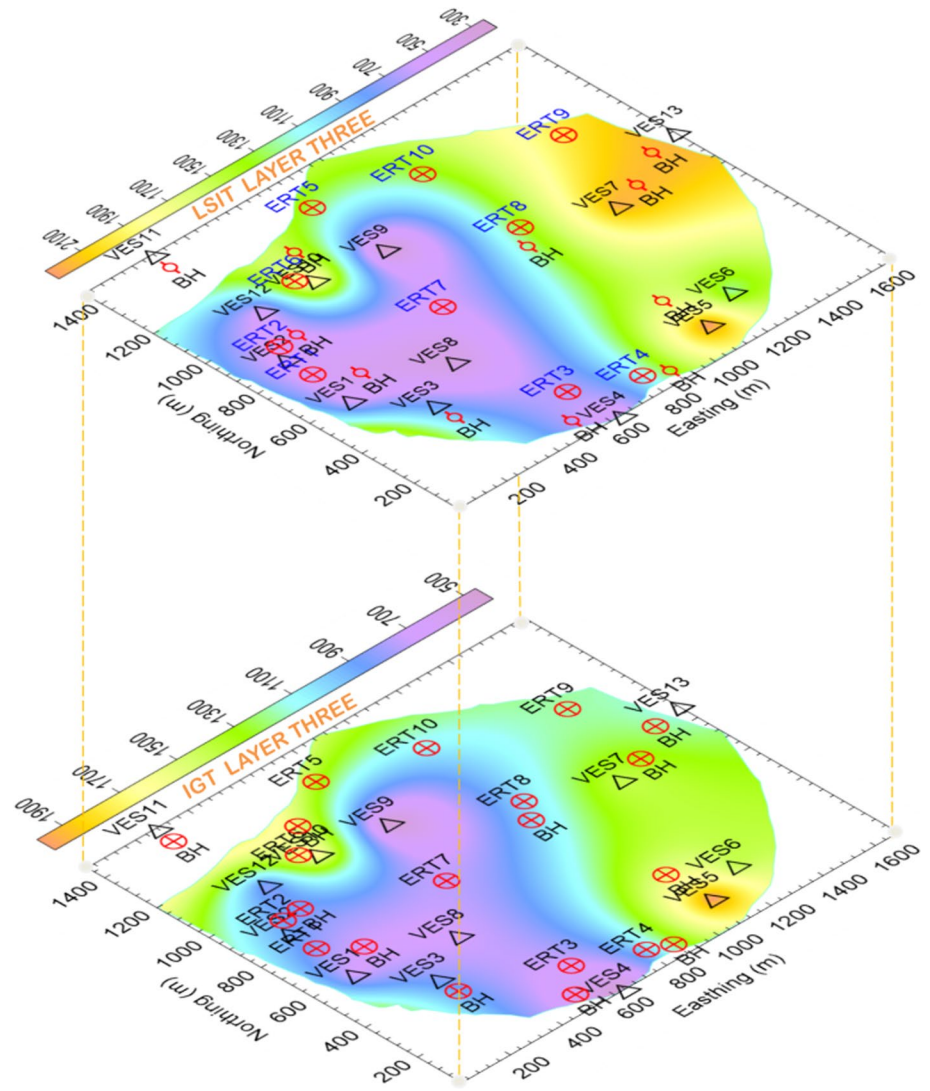 300
500
700
900
1100
1300
1500
1700
1900
2100
LSIT LAYER THREE
VES13
ERT9
BH
ERT10
VES7
BH
ERT5
ERT8
BH
VES11
BH
VES9
VES6
VES12
ERT7
VES5
ERT2
BH
VES8
ERT3
ERT4
BH
VES1
BH
VES3
BH
VES4
BH
1400
1200
1000
800
600
400
200
Northing (m)
200
400
600
800
1000
1200
1400
1600
Easting (m)
500
700
900
1100
1300
1500
1700
1900
IGT LAYER THREE
VES13
ERT9
BH
ERT10
VES7
BH
ERT5
ERT8
BH
VES11
BH
VES9
VES6
VES12
ERT7
VES5
ERT2
BH
VES8
ERT3
ERT4
BH
VES1
BH
VES3
BH
VES4
BH
1400
1200
1000
800
600
400
200
Northing (m)
200
400
600
800
1000
1200
1400
1600
Easthing (m)